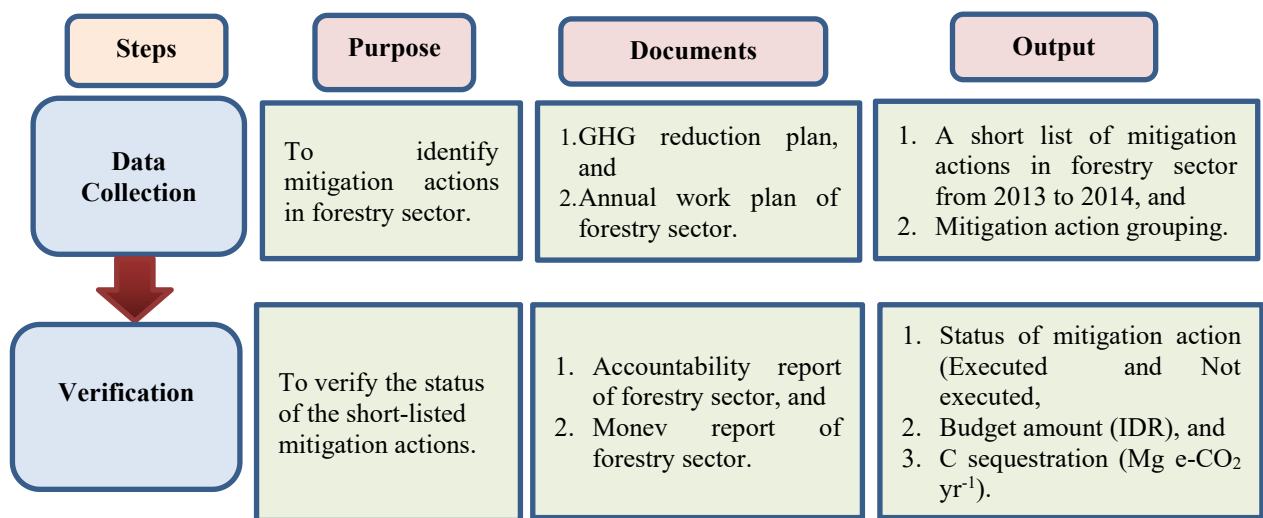 Steps
Purpose
Documents
Output
Data
Collection
To identify
mitigation actions
in forestry sector.
1.GHG reduction plan,
and
2.Annual work plan of
forestry sector.
1. A short list of mitigation
actions in forestry sector
from 2013 to 2014, and
2. Mitigation action grouping.
Verification
To verify the status
of the short-listed
mitigation actions.
1. Accountability report
of forestry sector, and
2. Monev report of
forestry sector.
1. Status of mitigation action
(Executed and Not
executed,
2. Budget amount (IDR), and
3. C sequestration (Mg e-CO₂
yr⁻¹).